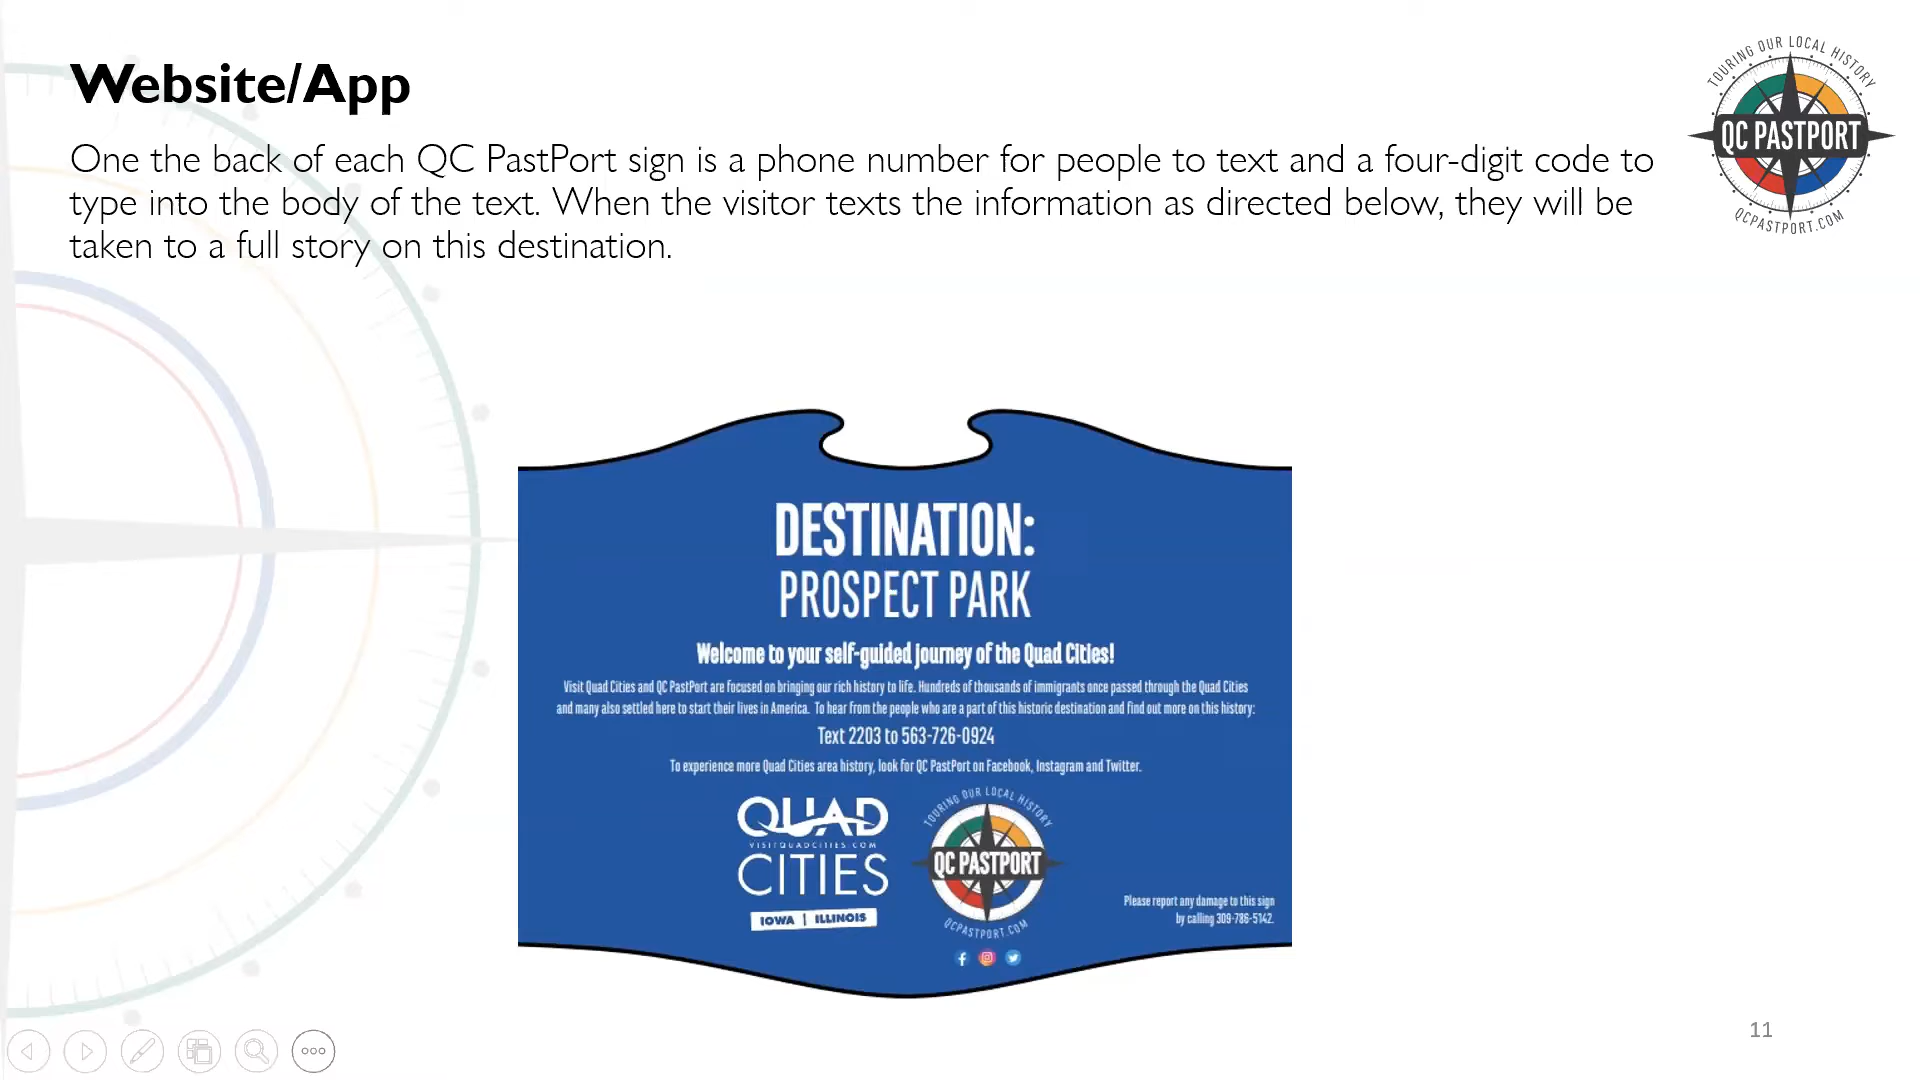 Website/App
One the back of each QC PastPort sign is a phone number for people to text and a four-digit code to
type into the body of the text. When the visitor texts the information as directed below, they will be
taken to a full story on this destination.
TOURING OUR LOCAL HISTORY
QC PASTPORT
QCPASTPORT.COM
DESTINATION:
PROSPECT PARK
Welcome to your self-guided journey of the Quad Cities!
Visit Quad Cities and QC PastPort are focused on bringing our rich history to life. Hundreds of thousands of immigrants once passed through the Quad Cities
and many also settled here to start their lives in America. To hear from the people who are a part of this historic destination and find out more on this history:
Text 2203 to 563-726-0924
To experience more Quad Cities area history, look for QC PastPort on Facebook, Instagram and Twitter.
QUAD
VISITQUADCITIES.COM
CITIES
IOWA | ILLINOIS
TOURING OUR LOCAL HISTORY
QC PASTPORT
QCPASTPORT.COM
Please report any damage to this sign
by calling 309-786-5142.
11